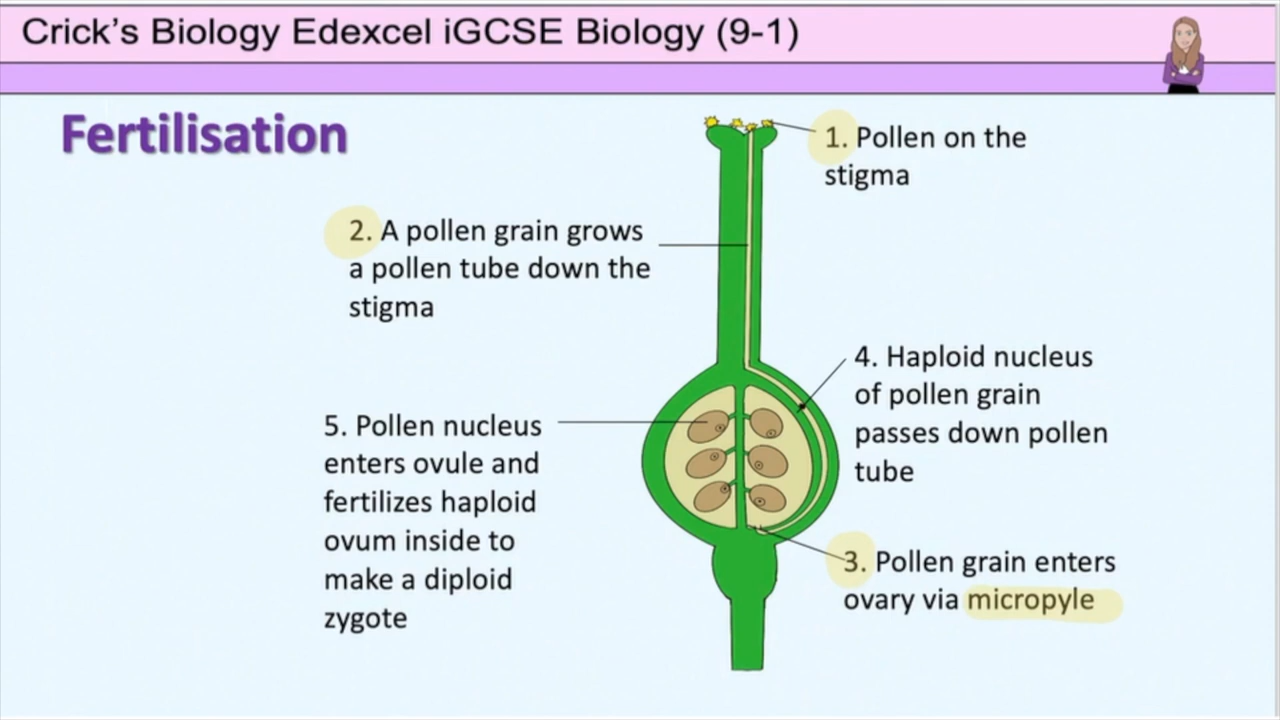 Crick's Biology Edexcel iGCSE Biology (9-1)
Fertilisation
1. Pollen on the
stigma
2. A pollen grain grows
a pollen tube down the
stigma
4. Haploid nucleus
of pollen grain
passes down pollen
tube
5. Pollen nucleus
enters ovule and
fertilizes haploid
ovum inside to
make a diploid
zygote
3. Pollen grain enters
ovary via micropyle